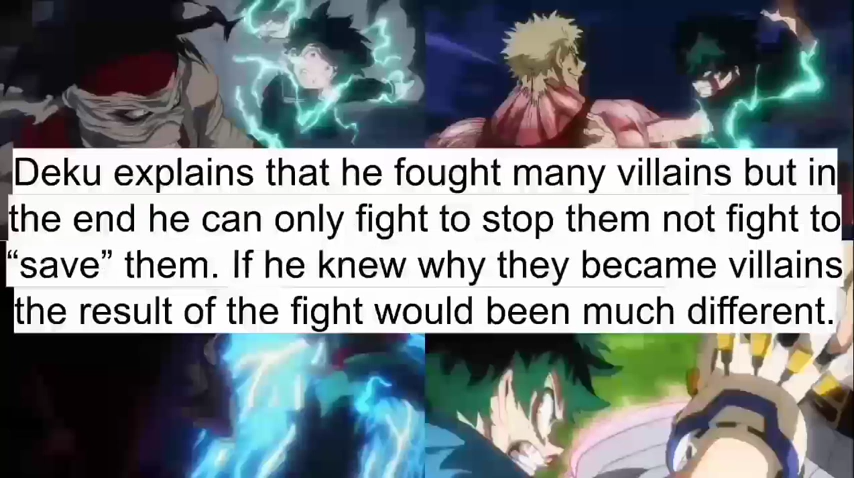 Deku explains that he fought many villains but in
the end he can only fight to stop them not fight to
“save” them. If he knew why they became villains
the result of the fight would been much different.